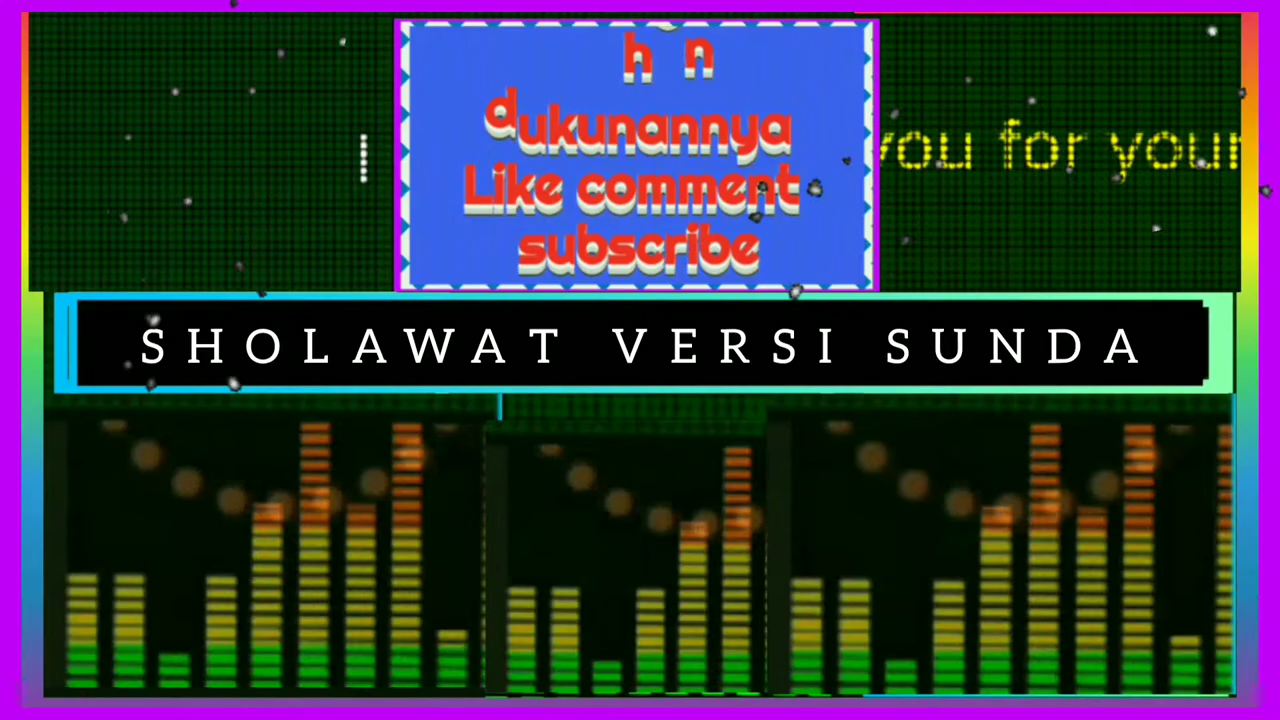 h n
dukunannya
Like comment
subscribe
you for your
SHOLAWAT VERSI SUNDA